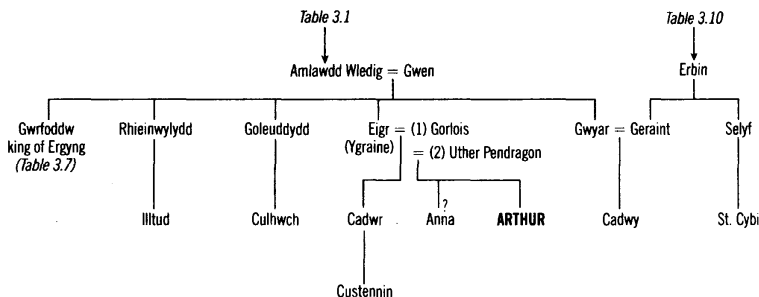 Table 3.1
Table 3.10
Amlawdd Wledig = Gwen
Erbin
Gwrfoddw
king of Ergyng
(Table 3.7)
Rhieinwylydd
Goleuddydd
Eigr = (1) Gorlois
(Ygraine)
= (2) Uther Pendragon
Gwyar = Geraint
Selyf
?
Illtud
Culhwch
Cadwr
Anna
ARTHUR
Cadwy
St. Cybi
Custennin